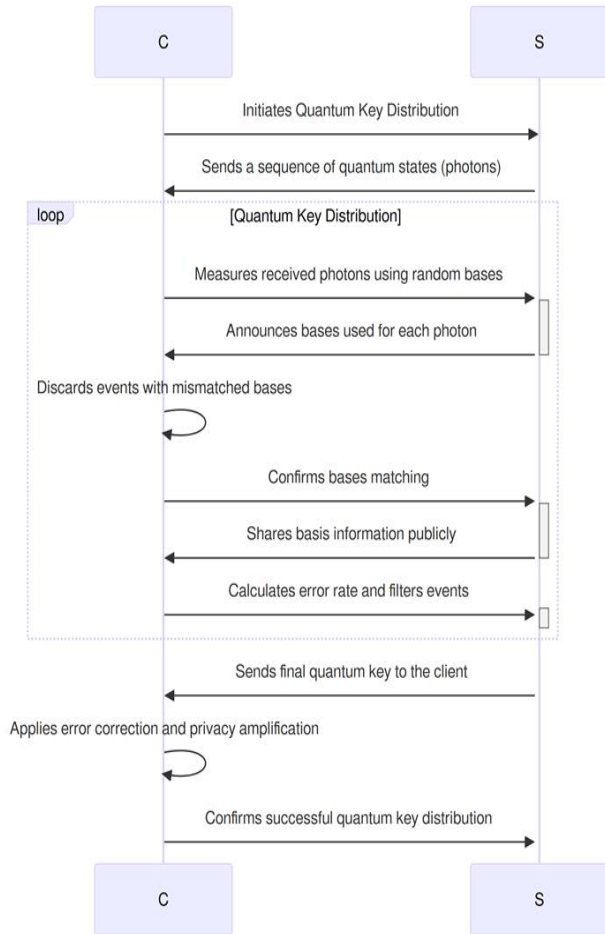 C
S
Initiates Quantum Key Distribution
Sends a sequence of quantum states (photons)
loop
[Quantum Key Distribution]
Measures received photons using random bases
Announces bases used for each photon
Discards events with mismatched bases
Confirms bases matching
Shares basis information publicly
Calculates error rate and filters events
Sends final quantum key to the client
Applies error correction and privacy amplification
Confirms successful quantum key distribution
C
S